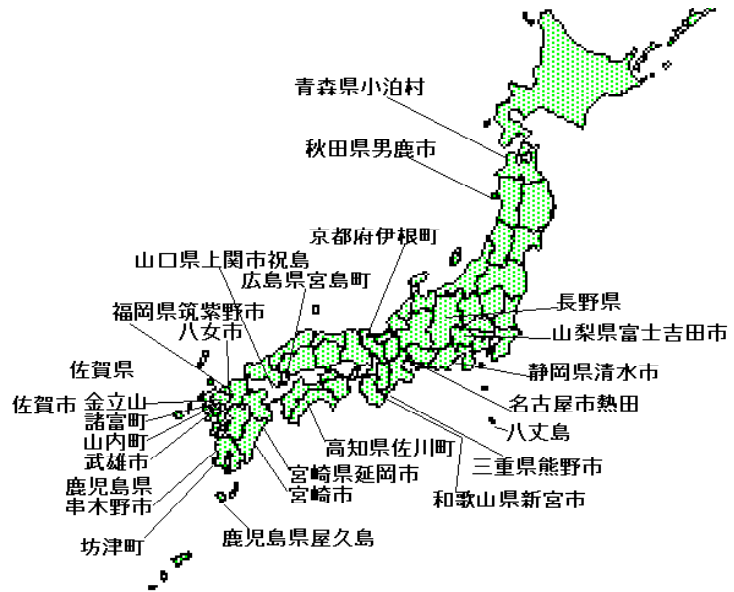 青森県小泊村
秋田県男鹿市
京都府伊根町
山口県上関市祝島
広島県宮島町
福岡県筑紫野市
八女市
長野県
山梨県富士吉田市
佐賀県
静岡県清水市
佐賀市 金立山
名古屋市熱田
諸富町
八丈島
山内町
高知県佐川町
武雄市
三重県熊野市
宮崎県延岡市
鹿児島県
宮崎市
串木野市
和歌山県新宮市
鹿児島県屋久島
坊津町